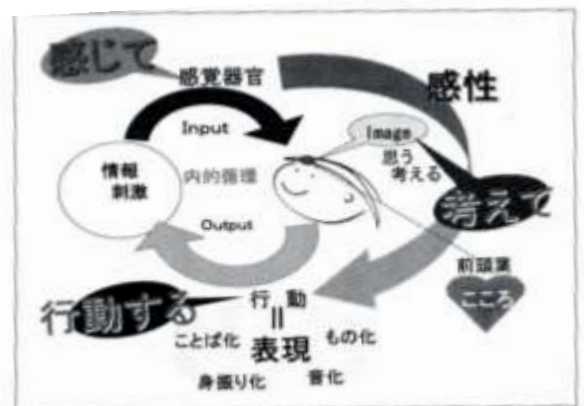 感じて
感覚器官
感性
Input
Image
思う
考える
情報
刺激
内的循環
考えて
Output
前頭葉
こころ
行動する
行 動
=
ことば化
もの化
表現
身振り化
音化